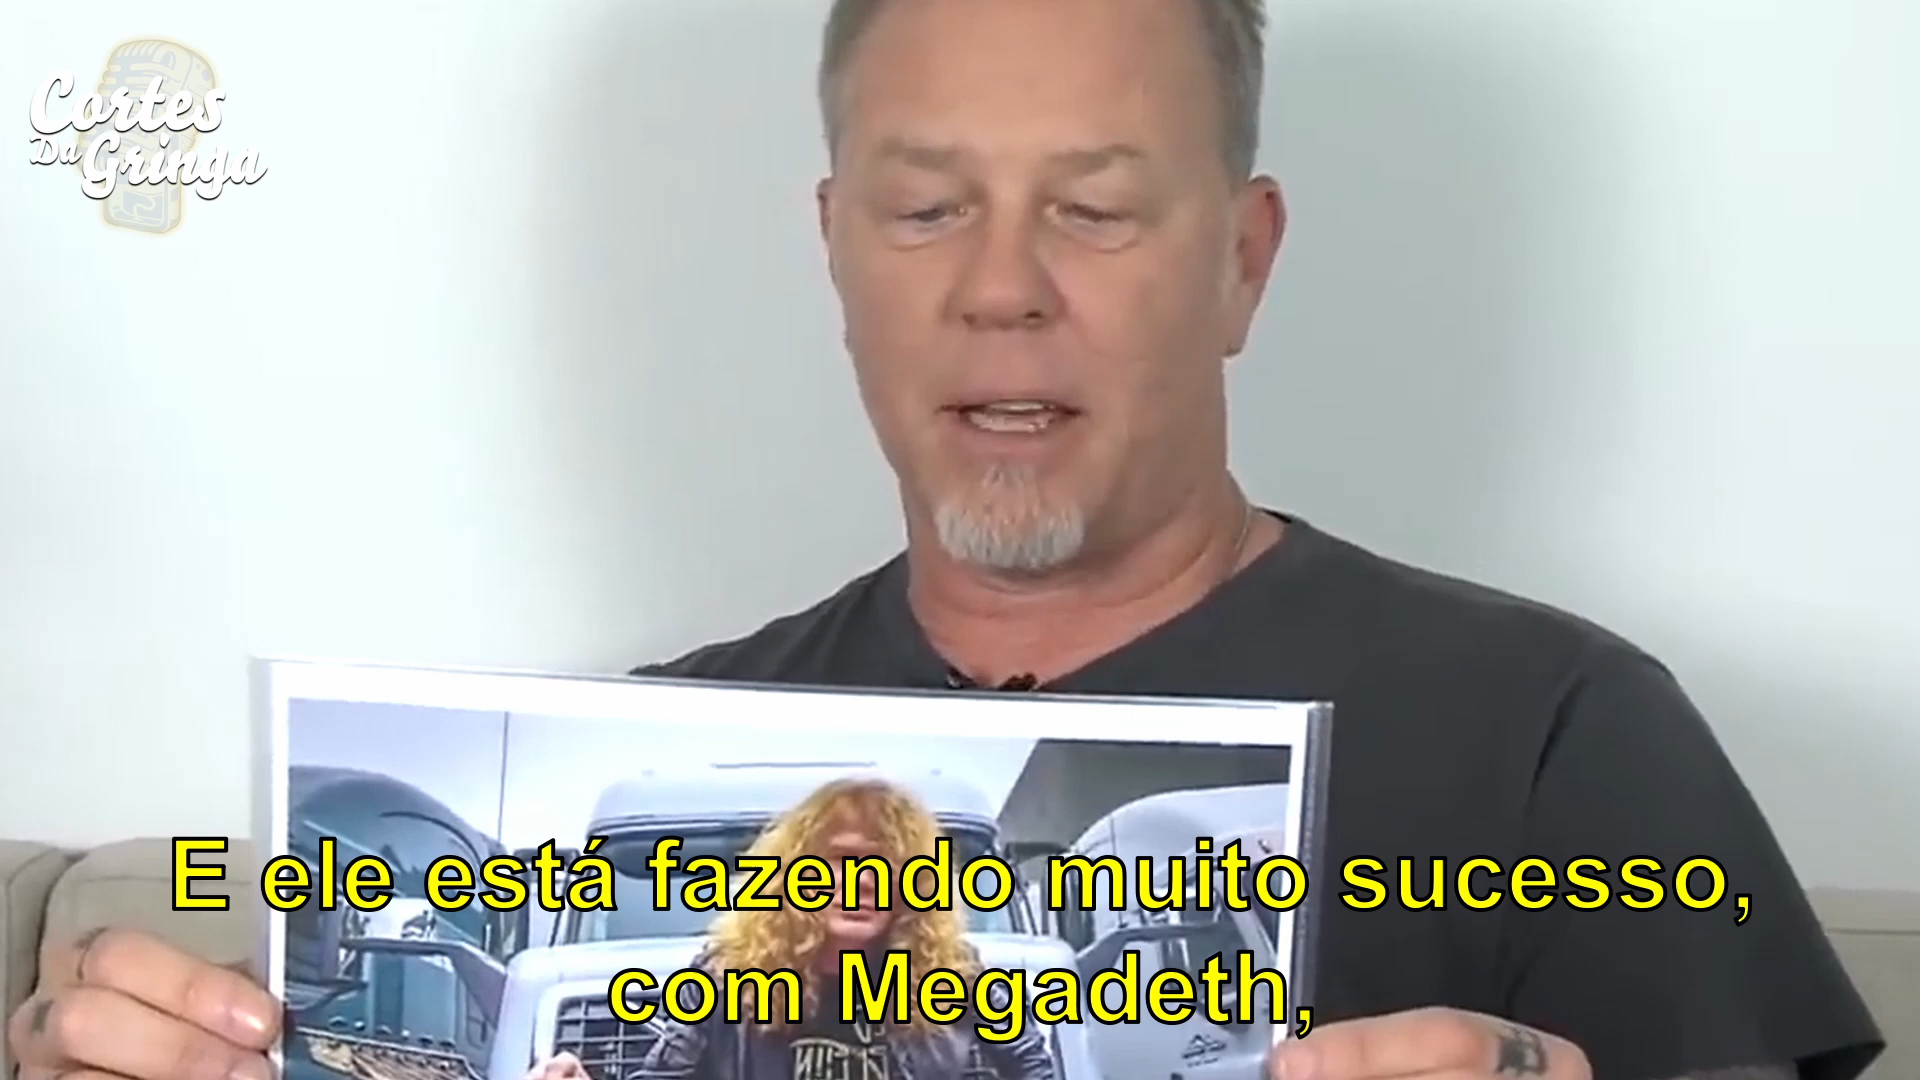 Cortes
Da Gringa
E ele está fazendo muito sucesso,
com Megadeth,